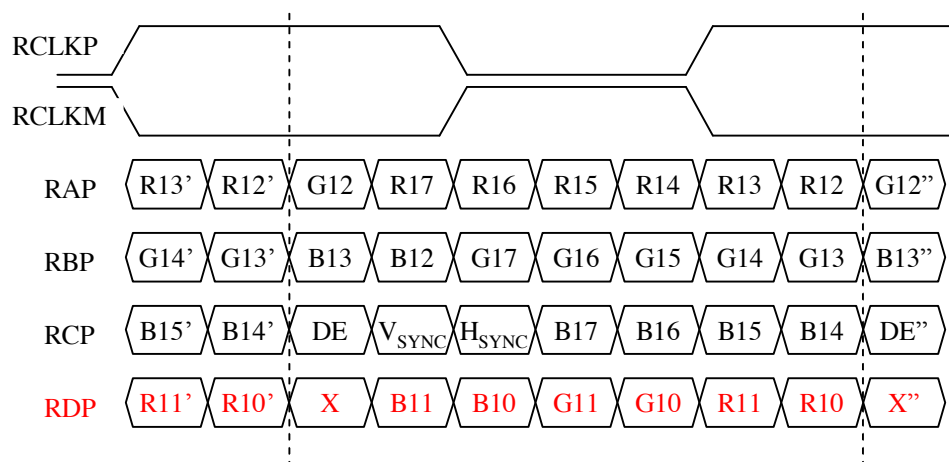 RCLKP
RCLKM
RAP R13’ R12’ G12 R17 R16 R15 R14 R13 R12 G12”
RBP G14’ G13’ B13 B12 G17 G16 G15 G14 G13 B13”
RCP B15’ B14’ DE VSYNC HSYNC B17 B16 B15 B14 DE”
RDP R11’ R10’ X B11 B10 G11 G10 R11 R10 X”